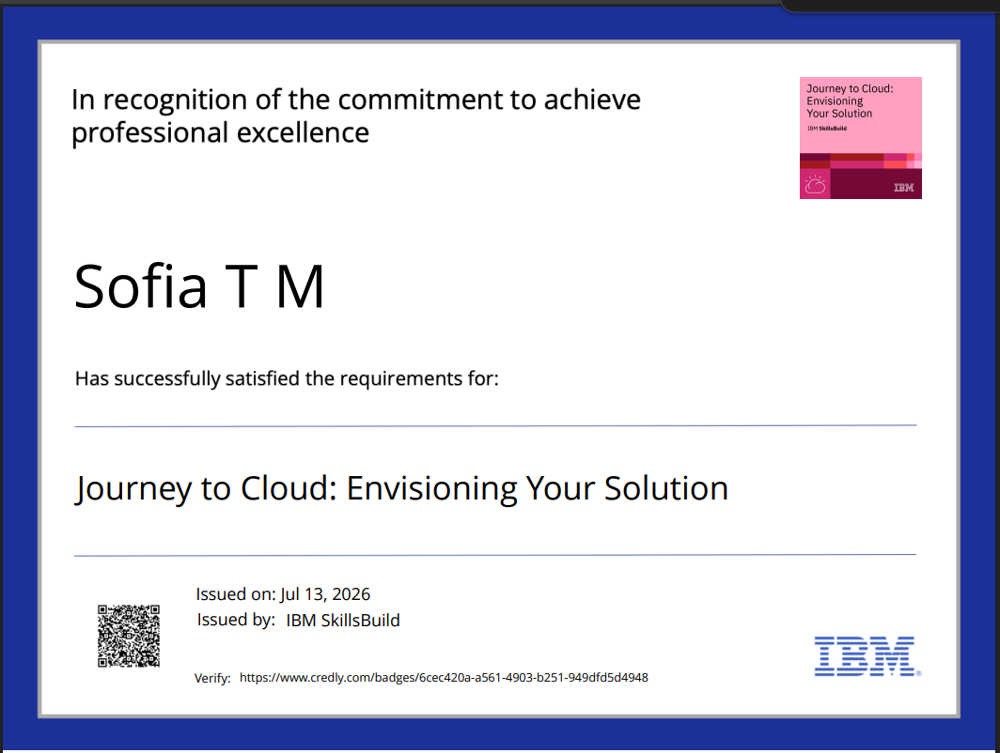 In recognition of the commitment to achieve
professional excellence
Journey to Cloud:
Envisioning
Your Solution
IBM SkillsBuild
IBM
Sofia T M
Has successfully satisfied the requirements for:
Journey to Cloud: Envisioning Your Solution
Issued on: Jul 13, 2026
Issued by: IBM SkillsBuild
Verify: https://www.credly.com/badges/6cec420a-a561-4903-b251-949dfd5d4948
IBM®